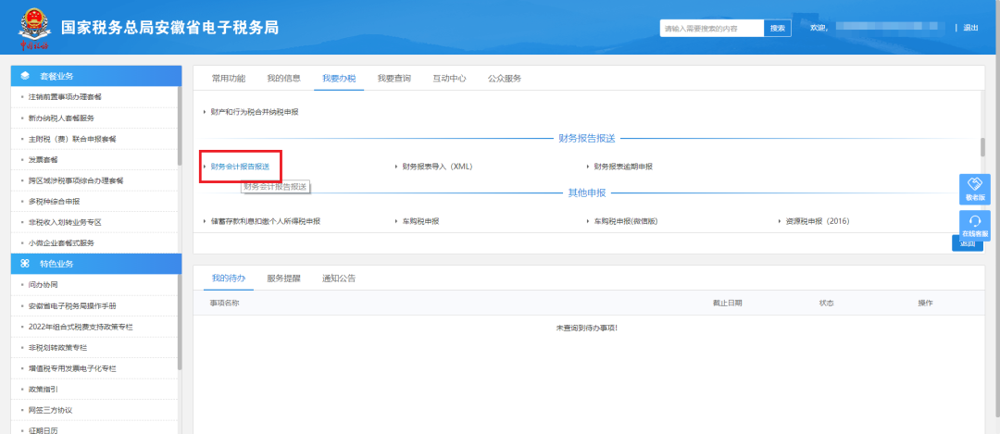 国家税务总局安徽省电子税务局
请输入需要搜索的内容
搜索
欢迎,
退出
套餐业务
注销前置事项办理套餐
新办纳税人套餐服务
主附税（费）联合申报套餐
发票套餐
跨区域涉税事项综合办理套餐
多税种综合申报
非税收入划转业务专区
小微企业套餐式服务
特色业务
问办协同
安徽省电子税务局操作手册
2022年组合式税费支持政策专栏
非税划转政策专栏
增值税专用发票电子化专栏
政策指引
网签三方协议
征期日历
常用功能 我的信息 我要办税 我要查询 互动中心 公众服务
财产和行为税合并纳税申报
财务报告报送
财务会计报告报送 财务报表导入（XML） 财务报表逾期申报
财务会计报告报送
其他申报
储蓄存款利息扣缴个人所得税申报 车购税申报 车购税申报(微信版) 资源税申报（2016）
敬老版
在线客服
返回
我的待办 服务提醒 通知公告
事项名称 截止日期 状态 操作
未查询到待办事项!